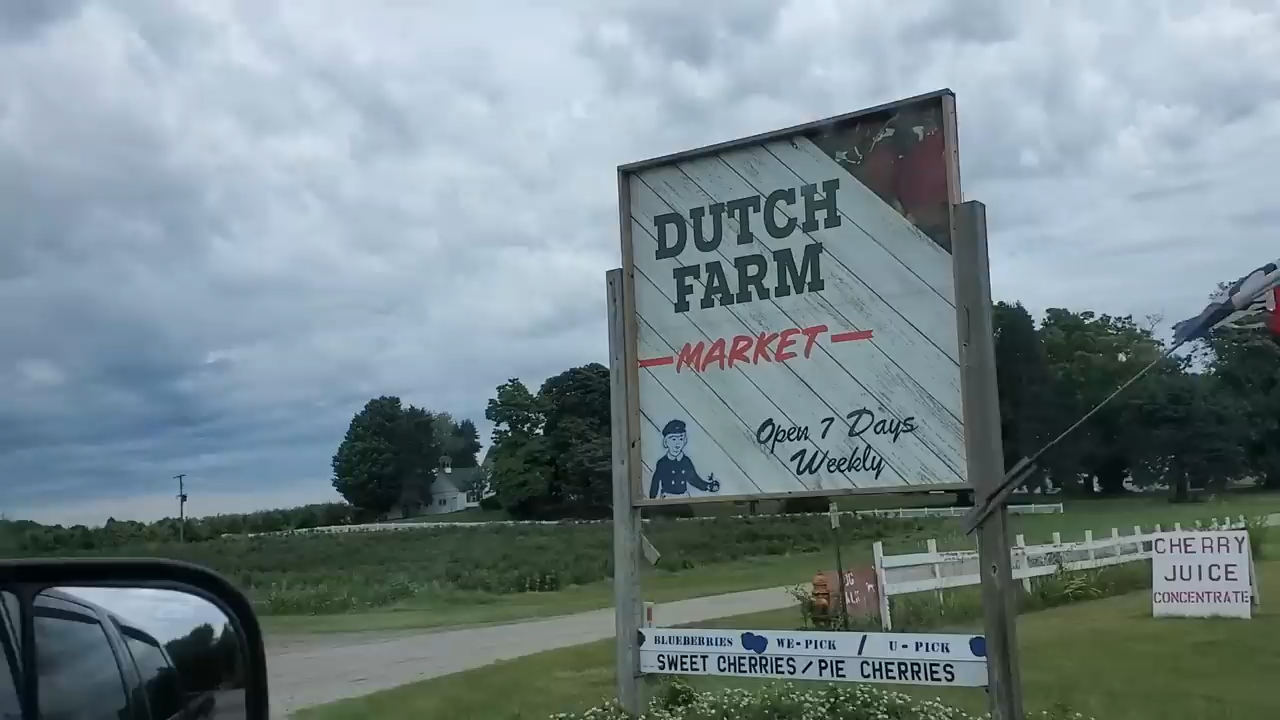 DUTCH
FARM
MARKET
Open 7 Days
Weekly
BLUEBERRIES WE-PICK / U-PICK
SWEET CHERRIES / PIE CHERRIES
CHERRY
JUICE
CONCENTRATE